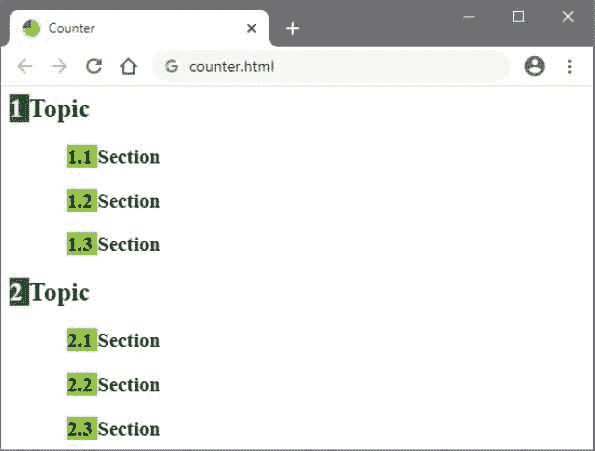 Counter
counter.html
1 Topic
1.1 Section
1.2 Section
1.3 Section
2 Topic
2.1 Section
2.2 Section
2.3 Section